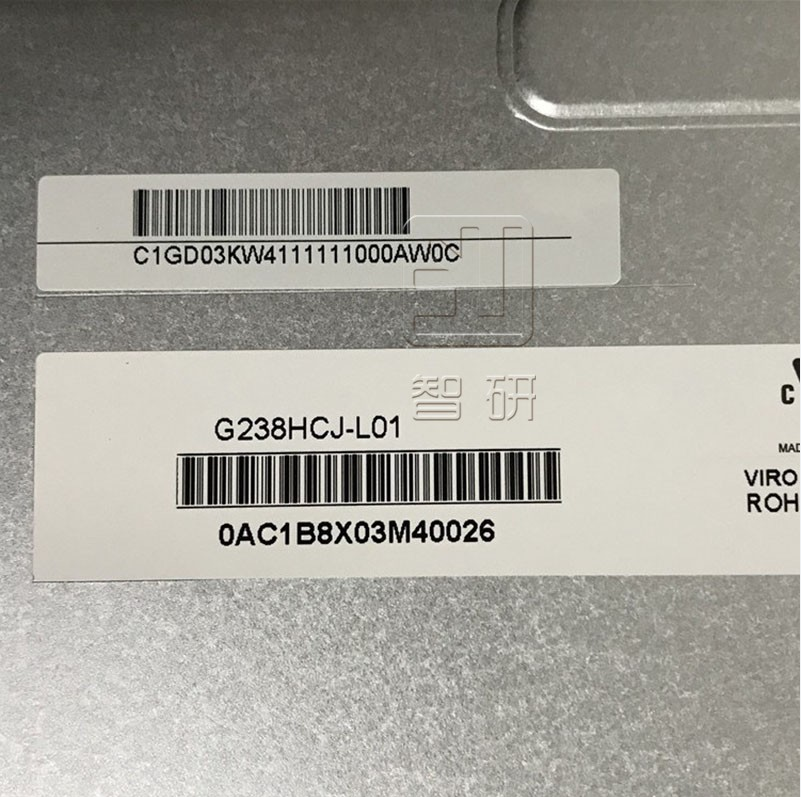 C1GD03KW4111111000AW0C
智研
G238HCJ-L01
0AC1B8X03M40026
C
MAD
VIRO
ROH